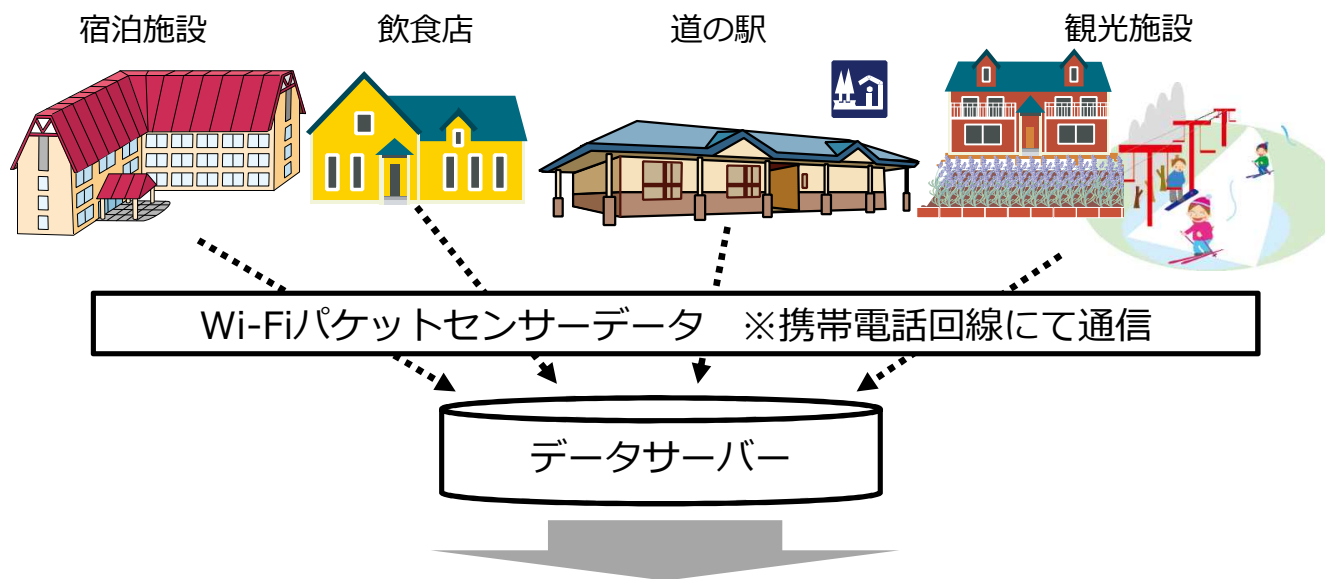 宿泊施設
飲食店
道の駅
観光施設
Wi-Fiパケットセンサーデータ　※携帯電話回線にて通信
データサーバー